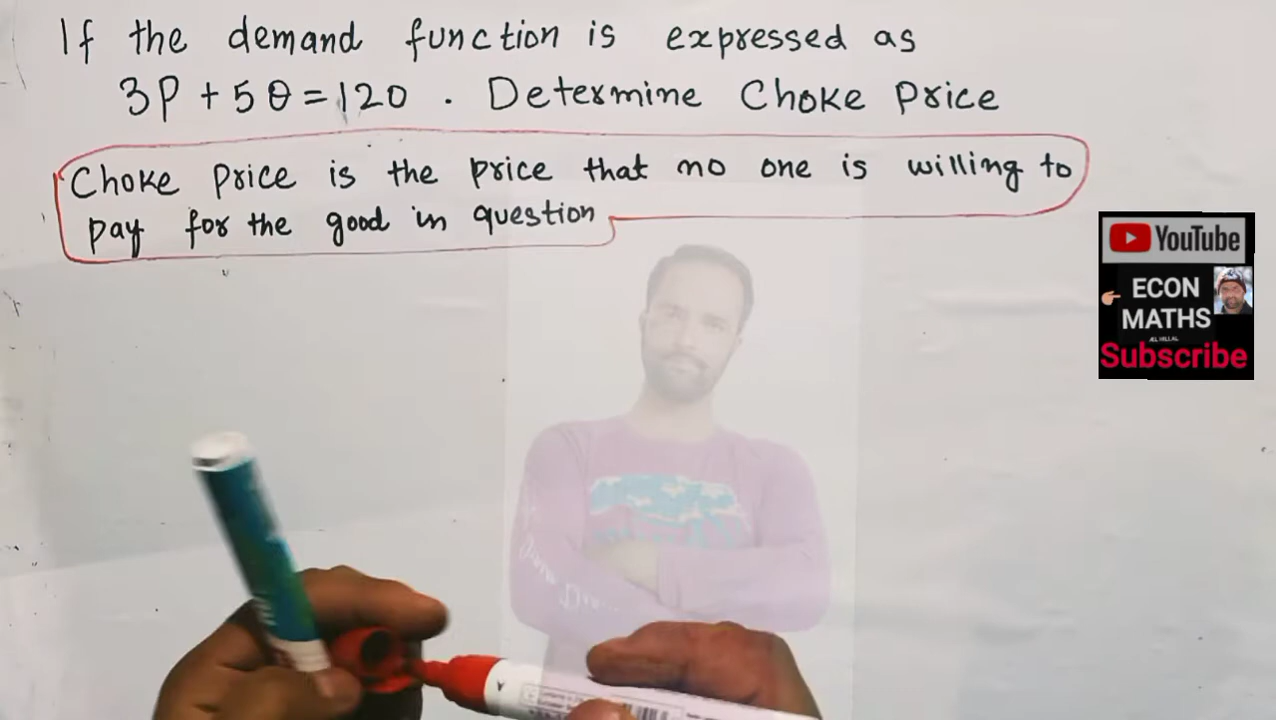 If the demand function is expressed as
3P + 5Q = 120 . Determine Choke Price
Choke Price is the price that no one is willing to
pay for the good in question
YouTube
ECON
MATHS
Subscribe